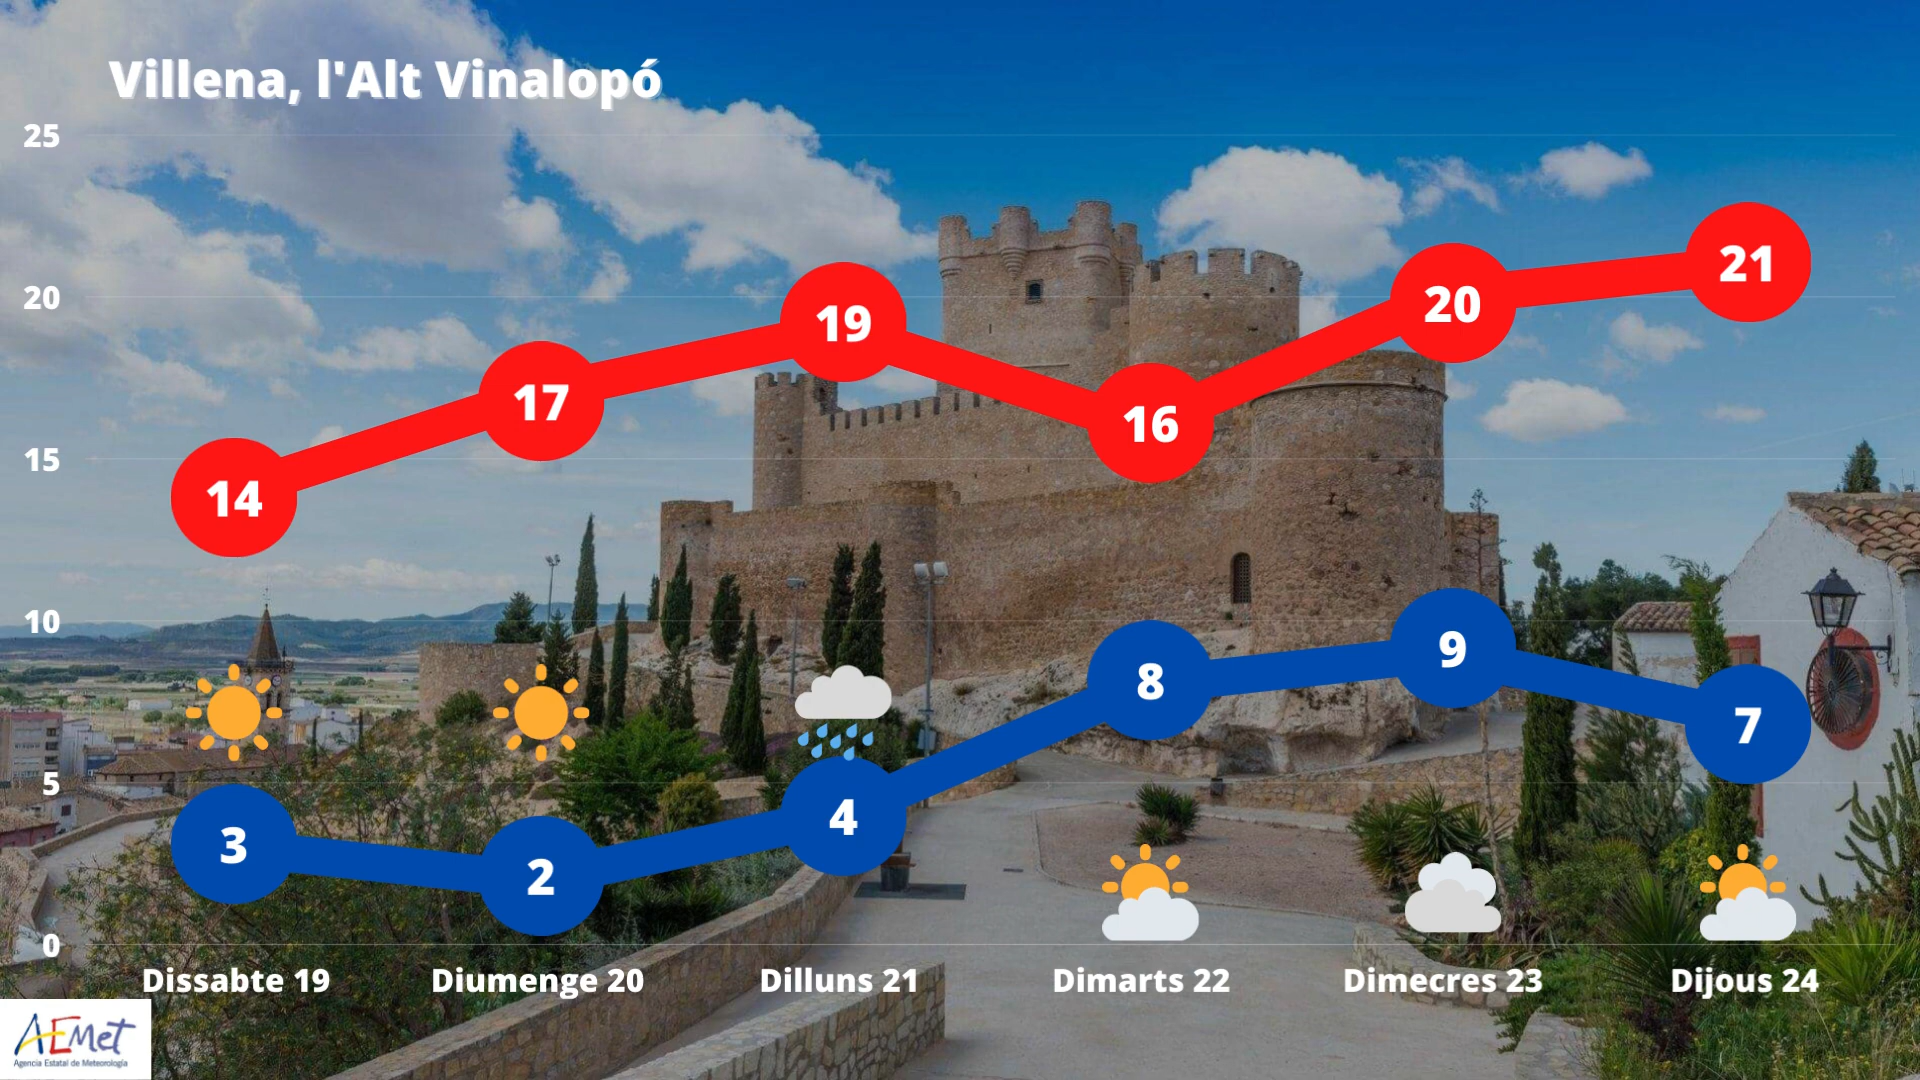 Villena, l'Alt Vinalopó
25
20
15
10
5
0
14
17
19
16
20
21
3
2
4
8
9
7
Dissabte 19
Diumenge 20
Dilluns 21
Dimarts 22
Dimecres 23
Dijous 24
AEMet
Agencia Estatal de Meteorología